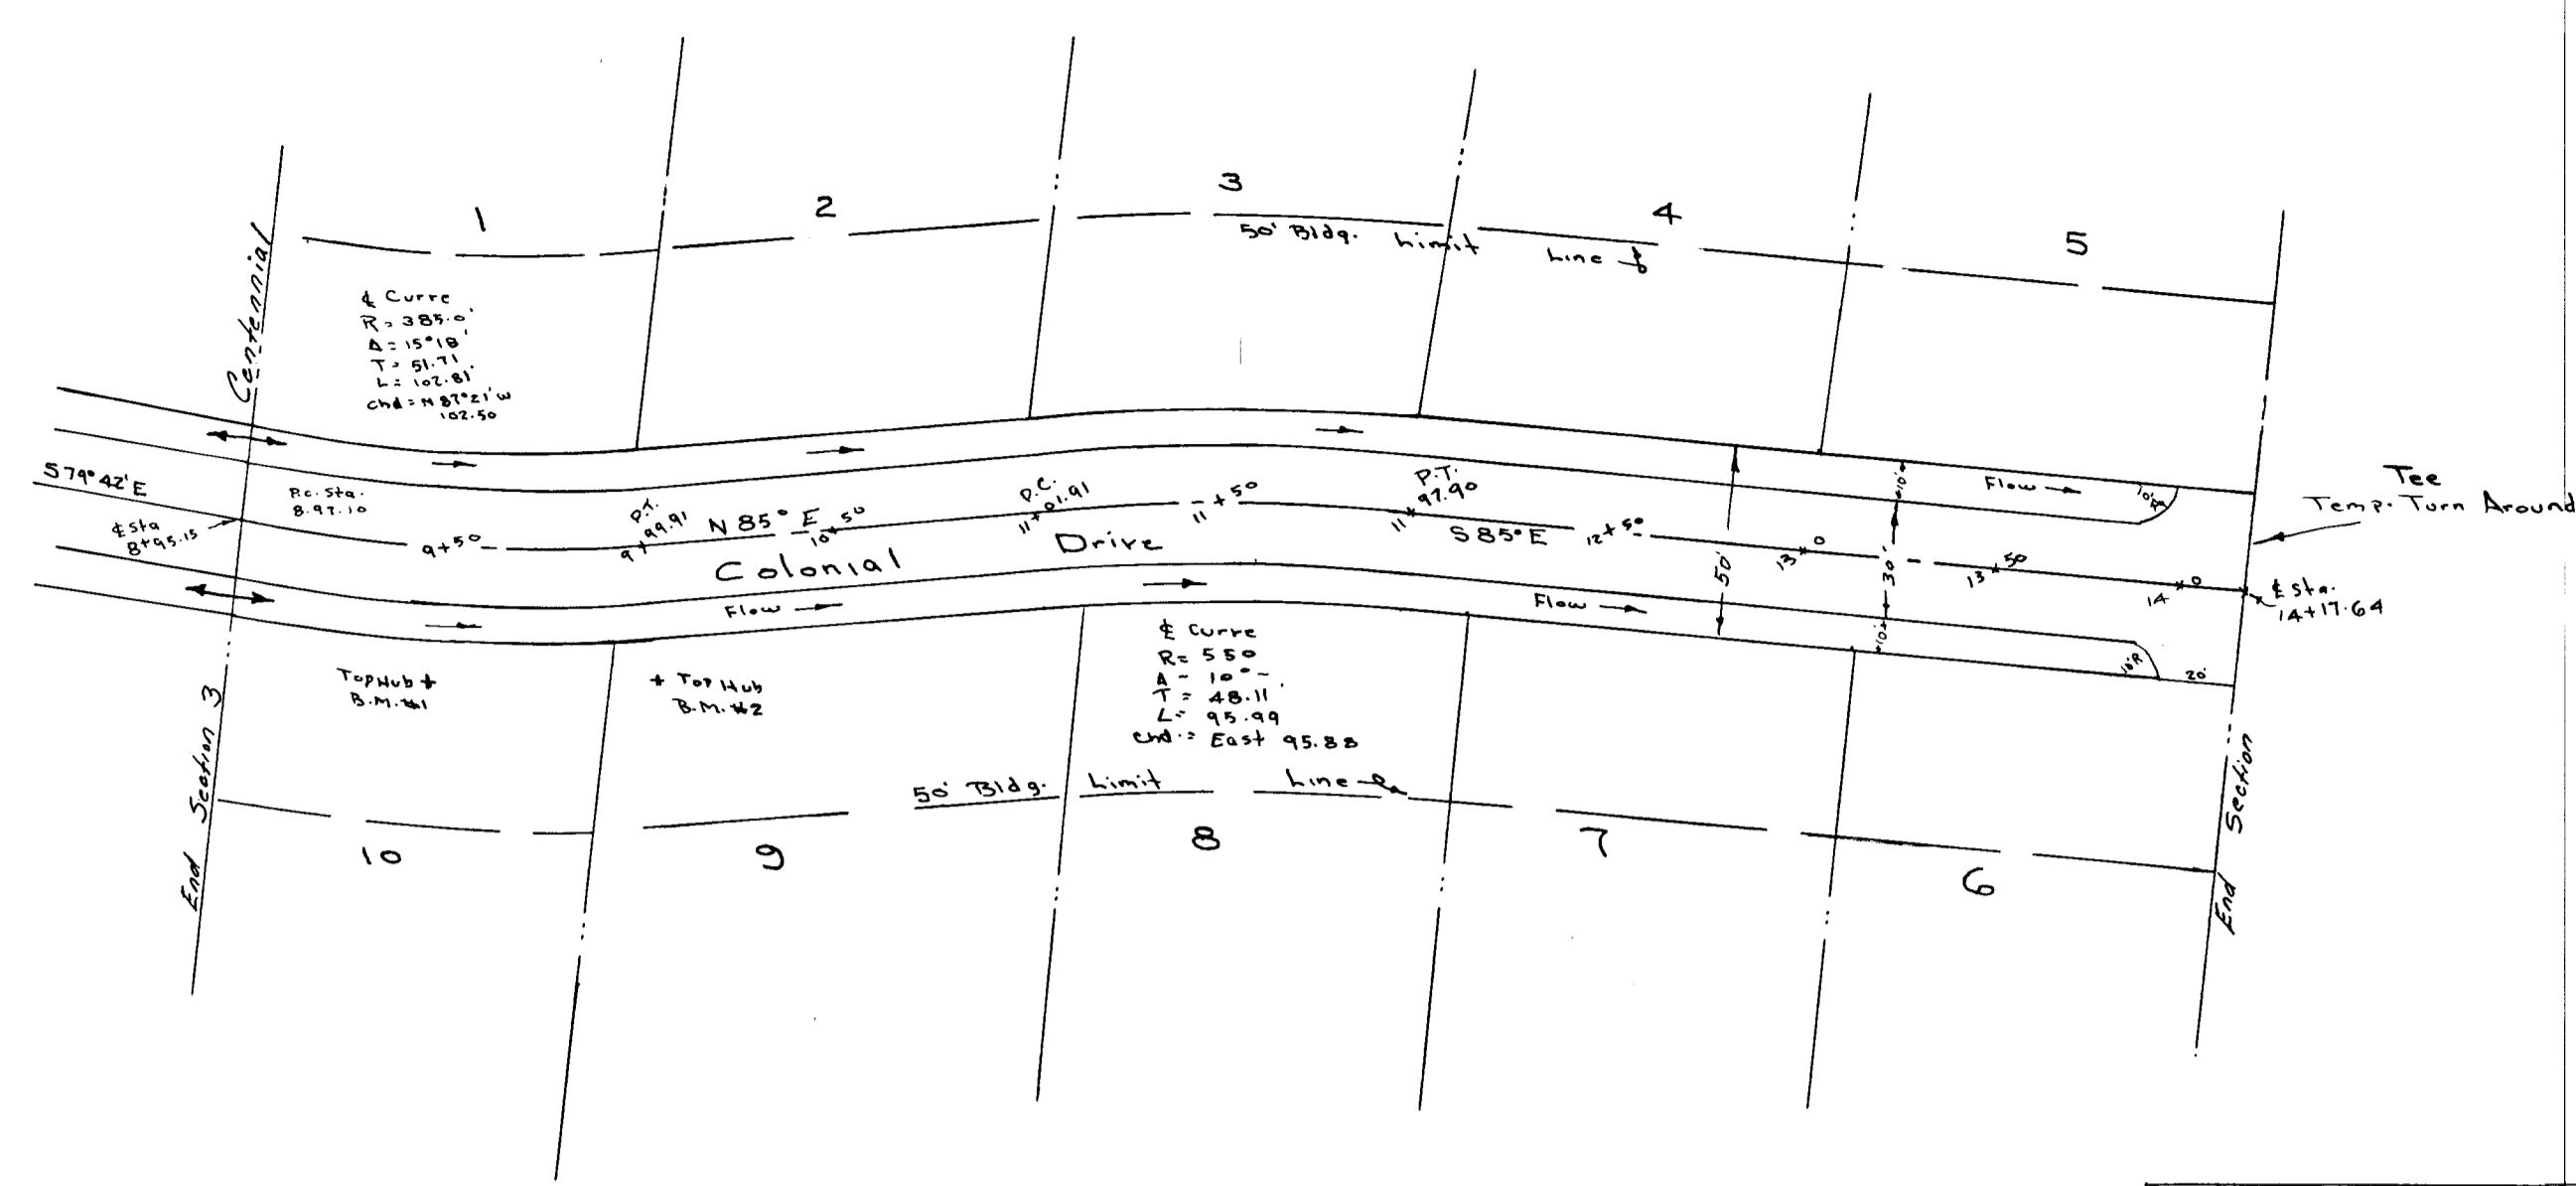 1
2
3
4
5
50' Bldg. Limit Line
Centennial
℄ Curve
R = 385.0'
Δ = 15°18'
T = 51.71'
L = 102.81'
Chd = N 87°21' W
102.50
S 79° 42' E
P.C. Sta.
8.97.10
℄ Sta
8+95.15
9+50
P.T.
9+99.91
N 85° E
10+50
P.C.
11+01.91
11+50
P.T.
11+97.90
S 85° E
12+50
13+0
13+50
14+0
℄ Sta.
14+17.64
Colonial Drive
Flow
Flow
Flow
50'
10'
30'
10'
10'R
10'R
20'
Tee
Temp. Turn Around
Top Hub +
B.M. #1
+ Top Hub
B.M. #2
℄ Curve
R = 550
Δ = 10° -
T = 48.11'
L = 95.99
Chd. = East 95.88
50' Bldg. Limit Line
End Section 3
End Section
10
9
8
7
6